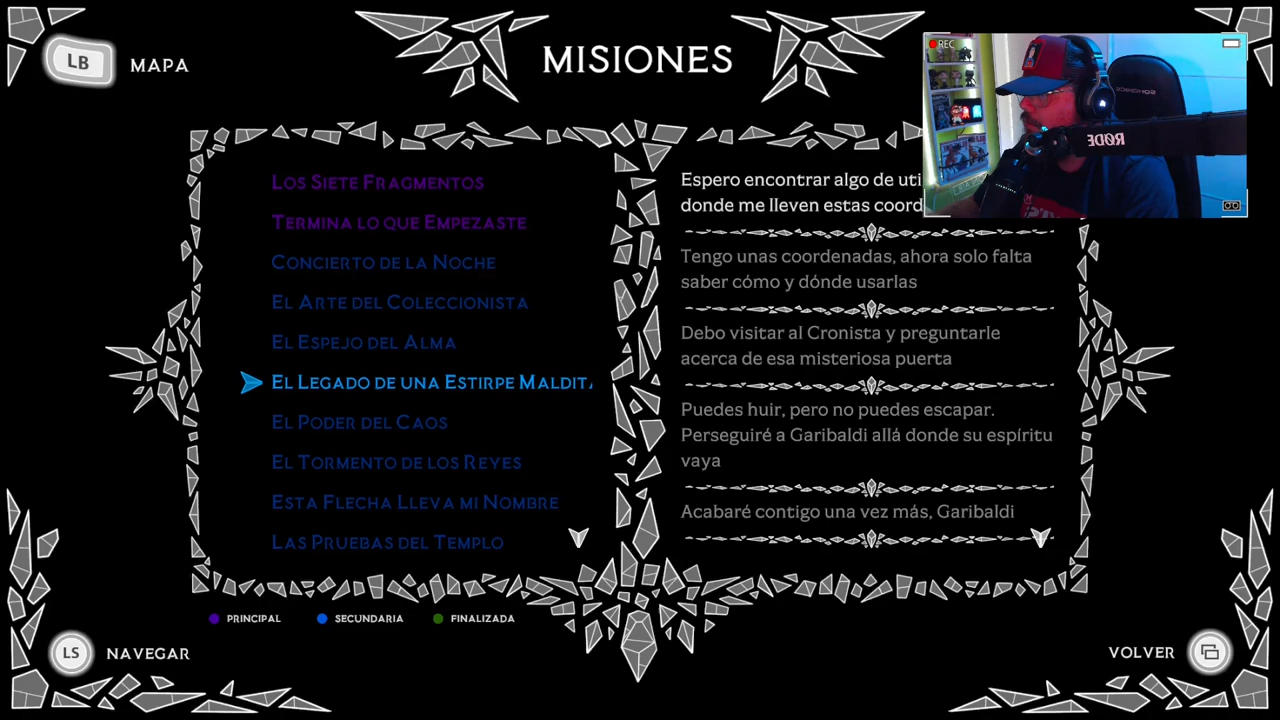 LB
MAPA
MISIONES
REC
RØDE
LOS SIETE FRAGMENTOS
TERMINA LO QUE EMPEZASTE
CONCIERTO DE LA NOCHE
EL ARTE DEL COLECCIONISTA
EL ESPEJO DEL ALMA
EL LEGADO DE UNA ESTIRPE MALDITA
EL PODER DEL CAOS
EL TORMENTO DE LOS REYES
ESTA FLECHA LLEVA MI NOMBRE
LAS PRUEBAS DEL TEMPLO
Espero encontrar algo de uti
donde me lleven estas coord
Tengo unas coordenadas, ahora solo falta
saber cómo y dónde usarlas
Debo visitar al Cronista y preguntarle
acerca de esa misteriosa puerta
Puedes huir, pero no puedes escapar.
Perseguiré a Garibaldi allá donde su espíritu
vaya
Acabaré contigo una vez más, Garibaldi
PRINCIPAL
SECUNDARIA
FINALIZADA
LS
NAVEGAR
VOLVER